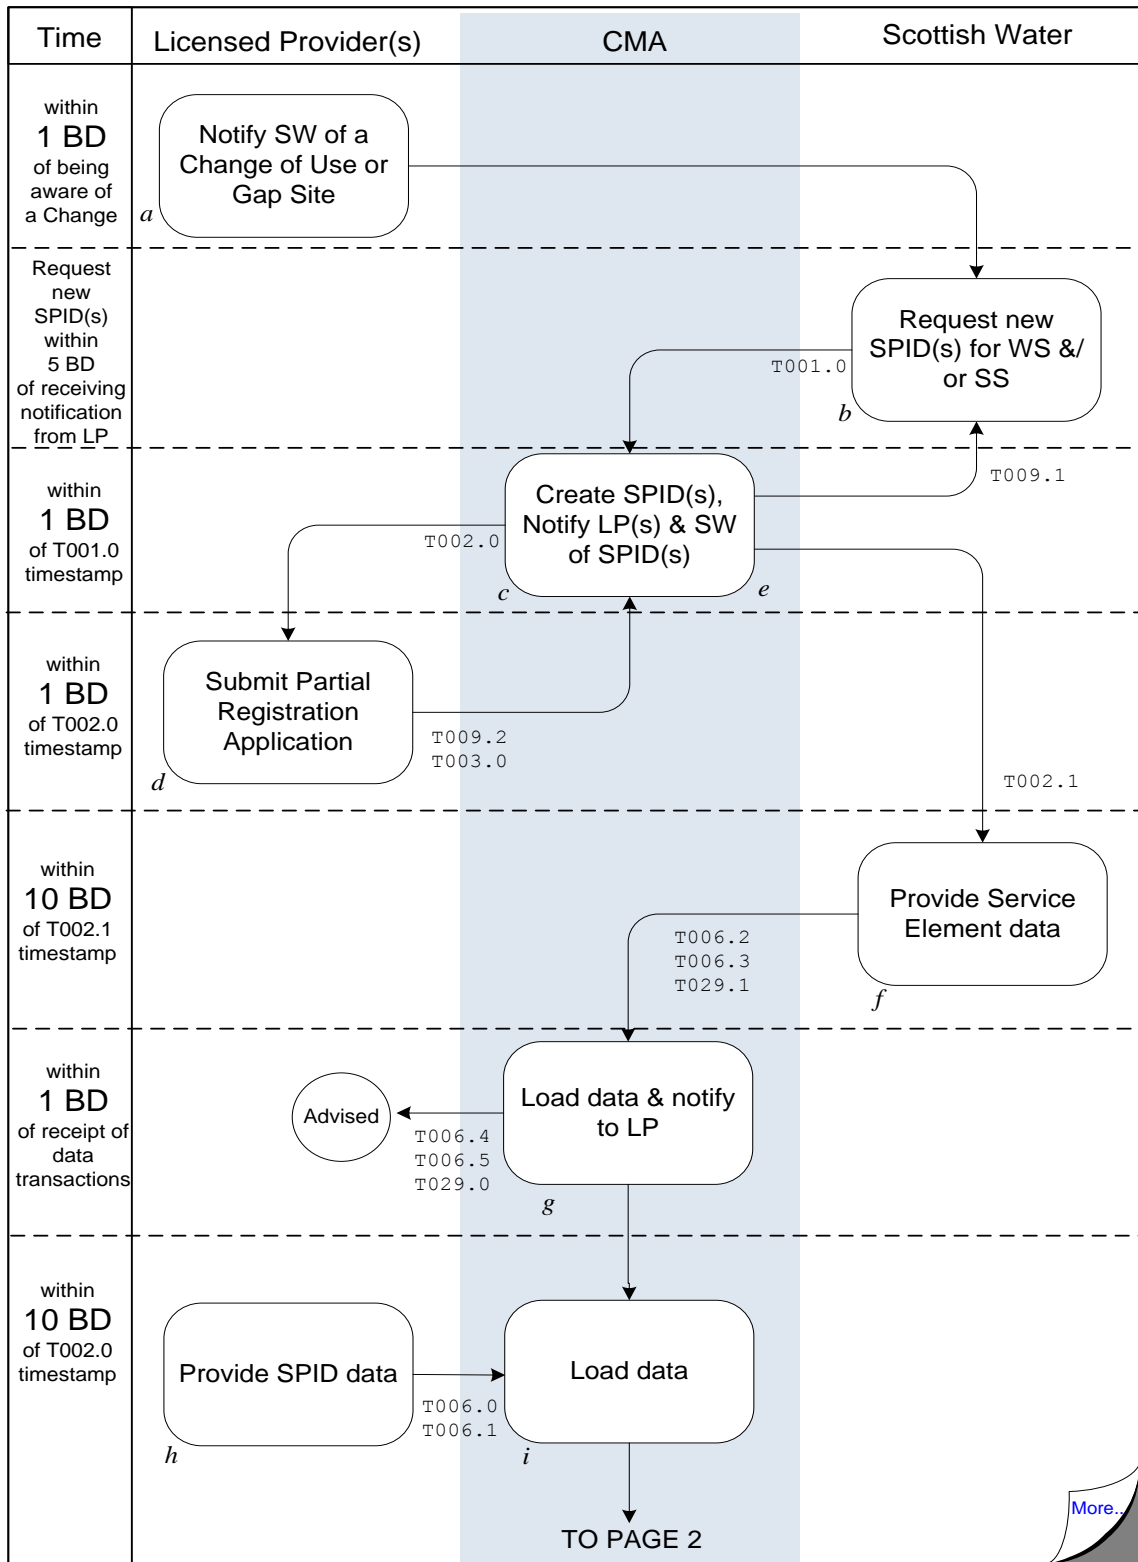 Time
Licensed Provider(s)
CMA
Scottish Water
within
1 BD
of being
aware of
a Change
Notify SW of a
Change of Use or
Gap Site
a
Request
new
SPID(s)
within
5 BD
of receiving
notification
from LP
Request new
SPID(s) for WS &/
or SS
b
T001.0
within
1 BD
of T001.0
timestamp
Create SPID(s),
Notify LP(s) & SW
of SPID(s)
c
e
T002.0
T009.1
within
1 BD
of T002.0
timestamp
Submit Partial
Registration
Application
d
T009.2
T003.0
T002.1
within
10 BD
of T002.1
timestamp
Provide Service
Element data
f
T006.2
T006.3
T029.1
within
1 BD
of receipt of
data
transactions
Advised
Load data & notify
to LP
g
T006.4
T006.5
T029.0
within
10 BD
of T002.0
timestamp
Provide SPID data
h
T006.0
T006.1
Load data
i
TO PAGE 2
More..